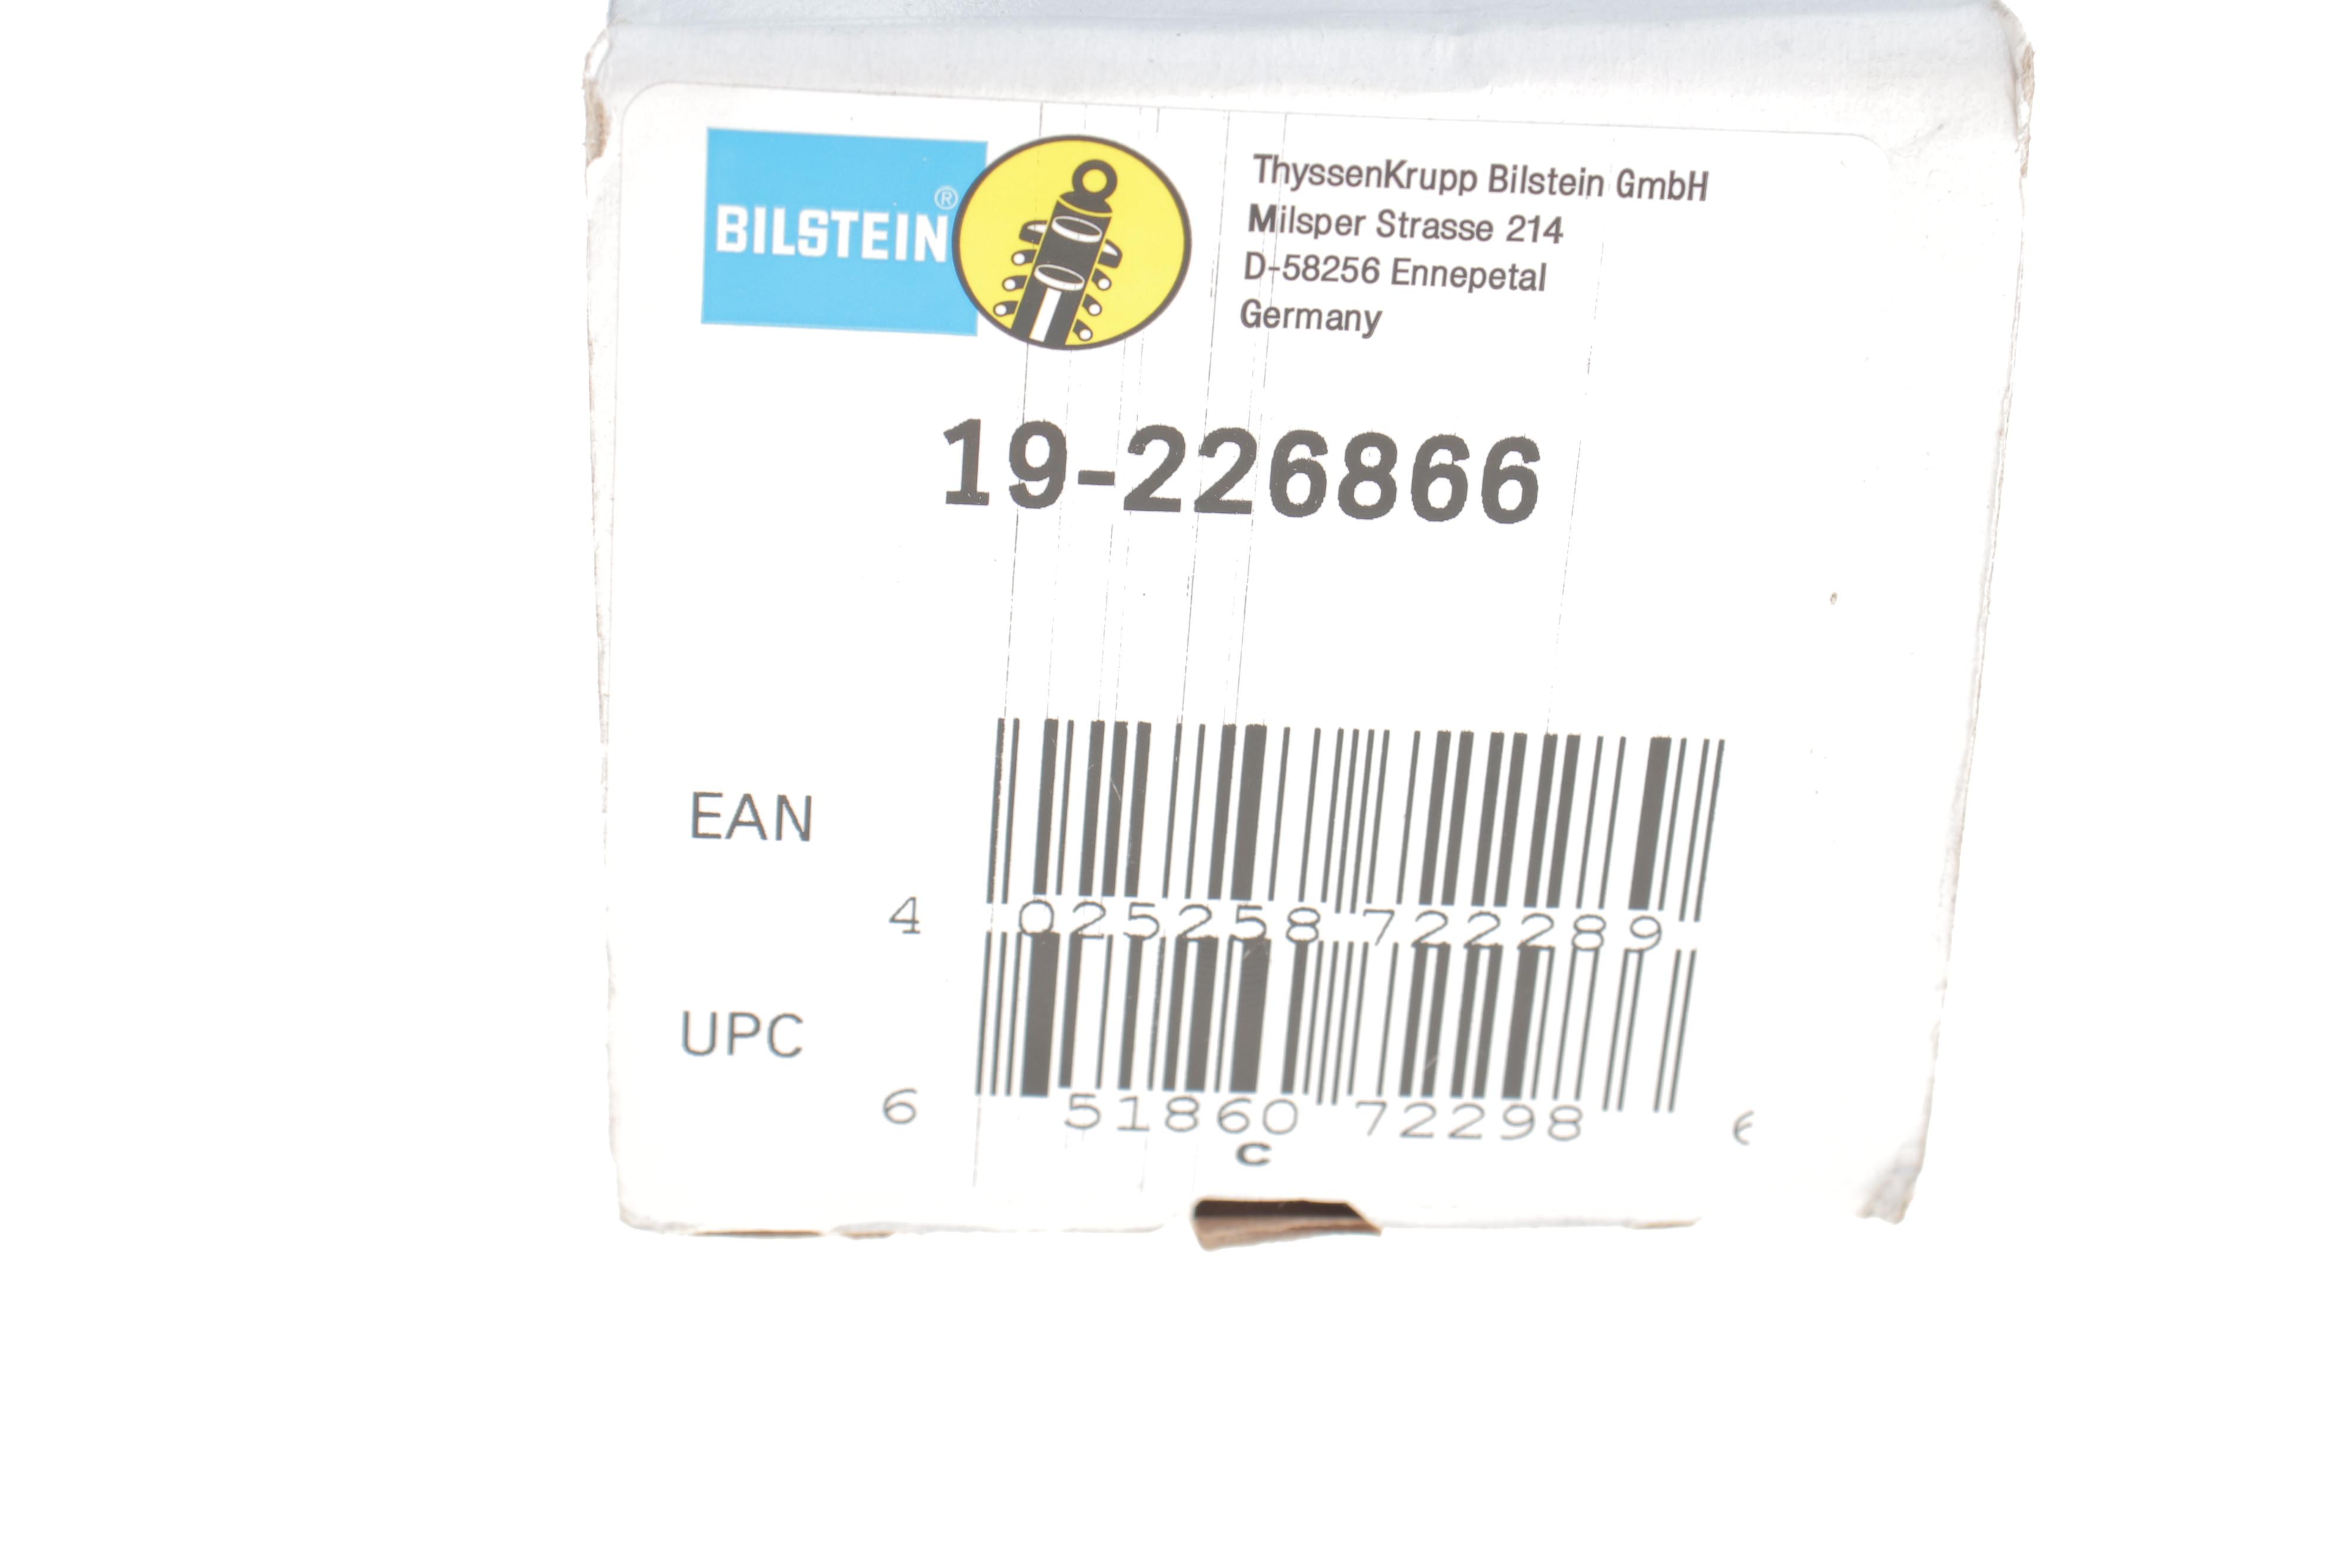 BILSTEIN®
ThyssenKrupp Bilstein GmbH
Milsper Strasse 214
D-58256 Ennepetal
Germany
19-226866
EAN
4 025258 722289
UPC
6 51860 72298
C